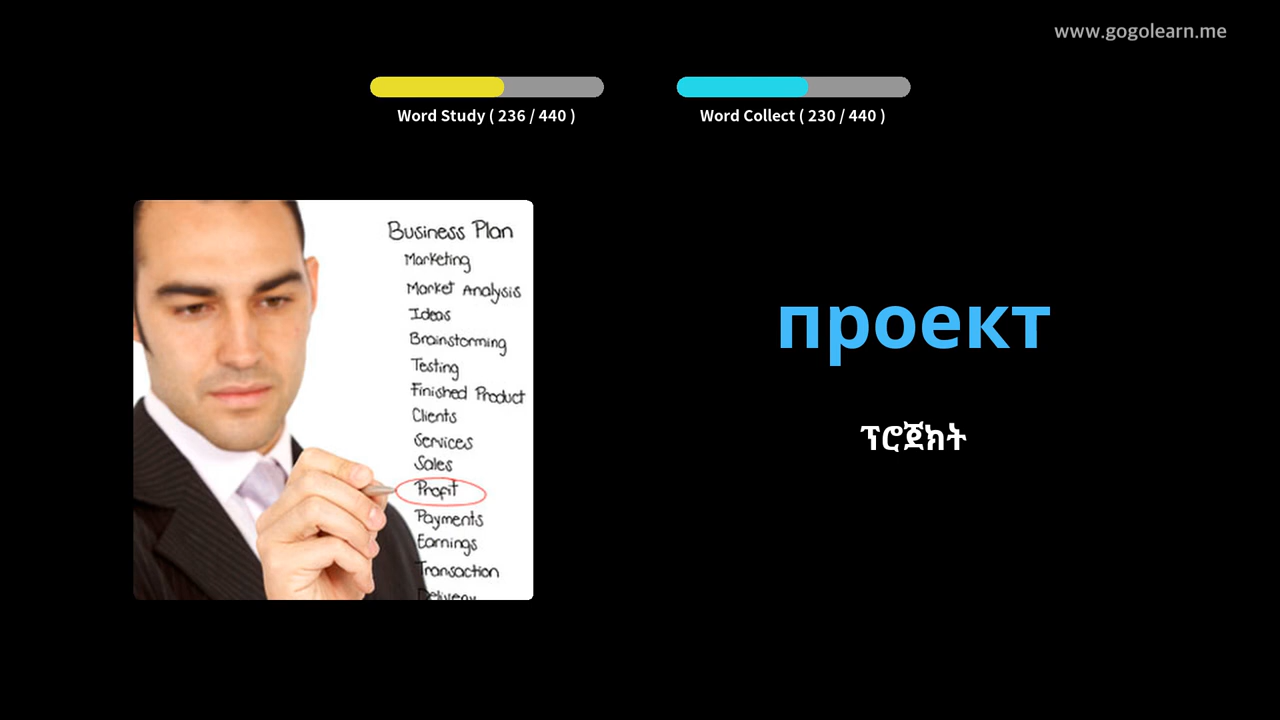 www.gogolearn.me
Word Study ( 236 / 440 )
Word Collect ( 230 / 440 )
Business Plan
Marketing
Market Analysis
Ideas
Brainstorming
Testing
Finished Product
Clients
Services
Sales
Profit
Payments
Earnings
Transaction
Delivery
проект
ፕሮጀክት